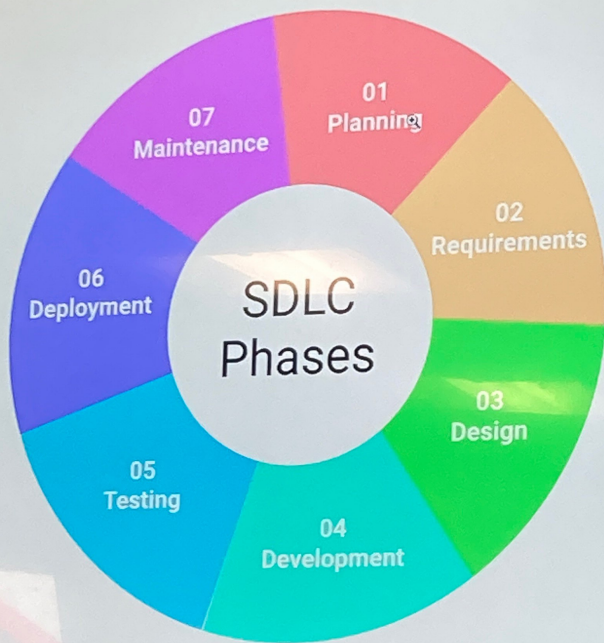 01
Planning
02
Requirements
03
Design
04
Development
05
Testing
06
Deployment
07
Maintenance
SDLC
Phases